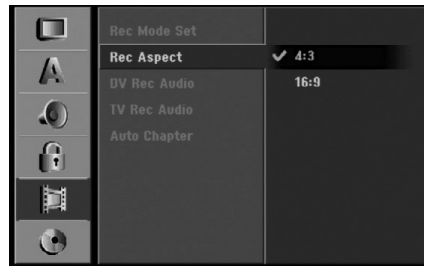 Rec Mode Set
Rec Aspect
4:3
DV Rec Audio
16:9
TV Rec Audio
Auto Chapter